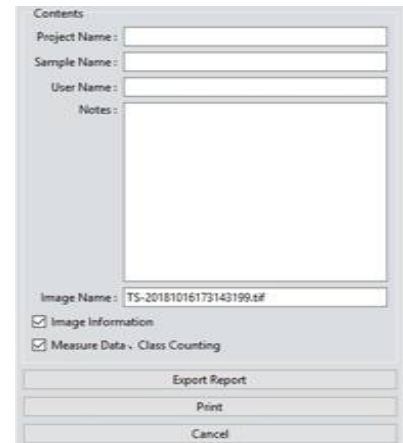 Contents
Project Name :
Sample Name :
User Name :
Notes :
Image Name : TS-20181016173143199.tif
Image Information
Measure Data、Class Counting
Export Report
Print
Cancel